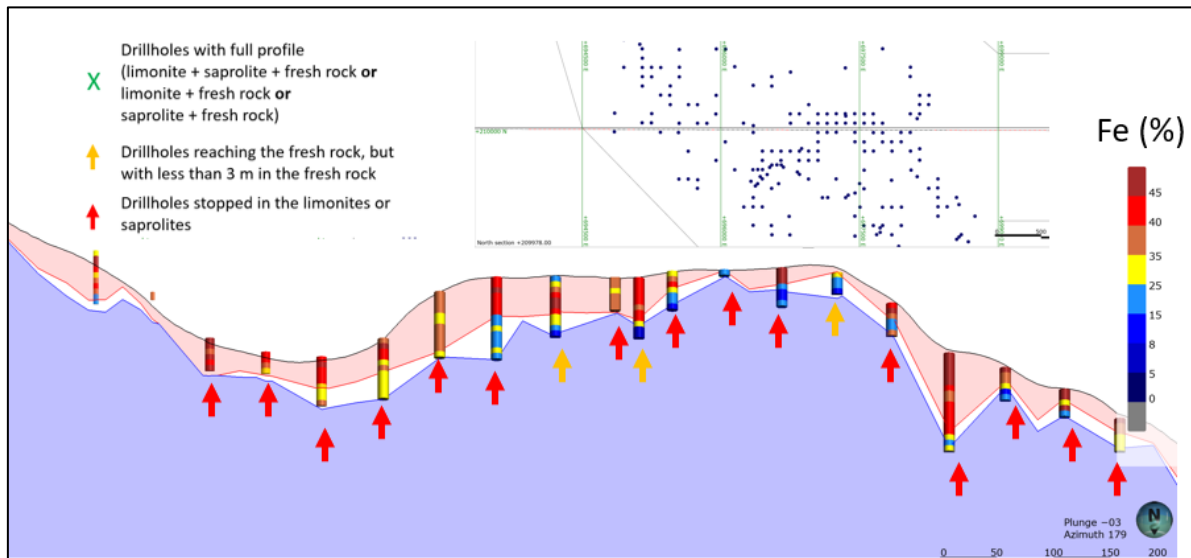 Drillholes with full profile
(limonite + saprolite + fresh rock or
limonite + fresh rock or
saprolite + fresh rock)
X
Drillholes reaching the fresh rock, but
with less than 3 m in the fresh rock
Drillholes stopped in the limonites or
saprolites
+210000 N
North section +209978.00
500
Fe (%)
45
40
35
25
15
8
5
0
Plunge −03
Azimuth 179
N
0 50 100 150 200